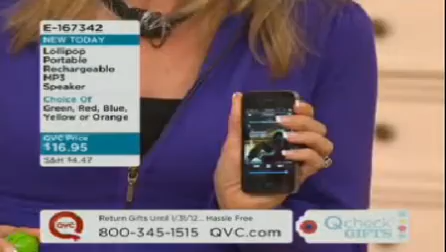 E-167342
NEW TODAY
Lollipop
Portable
Rechargeable
MP3
Speaker
Choice Of
Green, Red, Blue,
Yellow or Orange
QVC Price
$16.95
S&H $4.47
QVC
Return Gifts Until 1/31/12... Hassle Free
800-345-1515 QVC.com
Qcheck
GIFTS